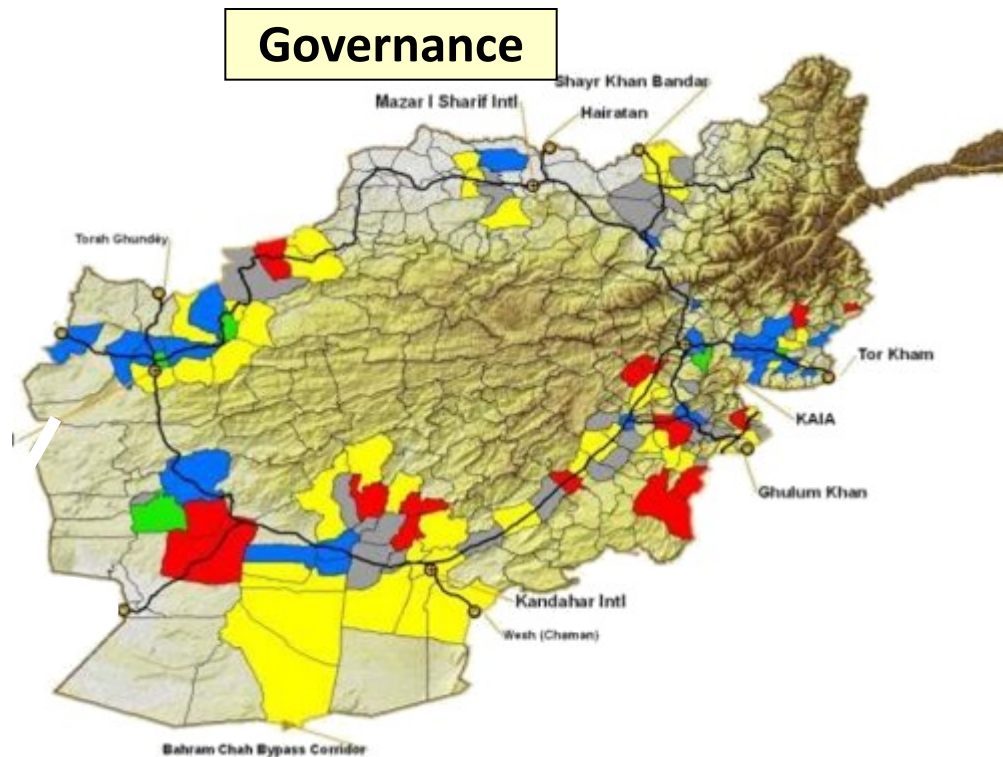 Governance
Shayr Khan Bandar
Mazar I Sharif Intl
Hairatan
Torah Ghundey
Tor Kham
KAIA
Ghulum Khan
Kandahar Intl
Wesh (Chaman)
Bahram Chah Bypass Corridor